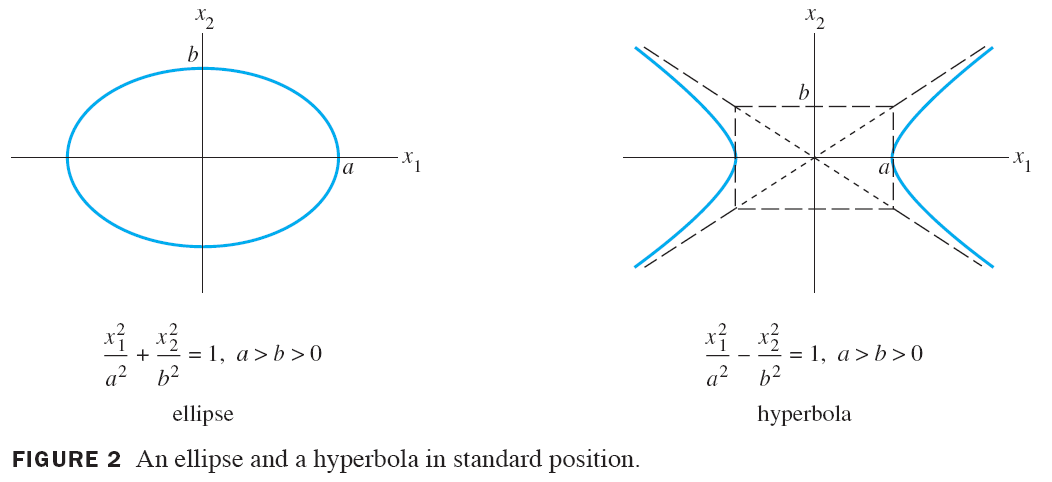 x₂
b
a
x₁
x₁²/a² + x₂²/b² = 1, a > b > 0
ellipse
x₂
b
a
x₁
x₁²/a² − x₂²/b² = 1, a > b > 0
hyperbola
FIGURE 2 An ellipse and a hyperbola in standard position.